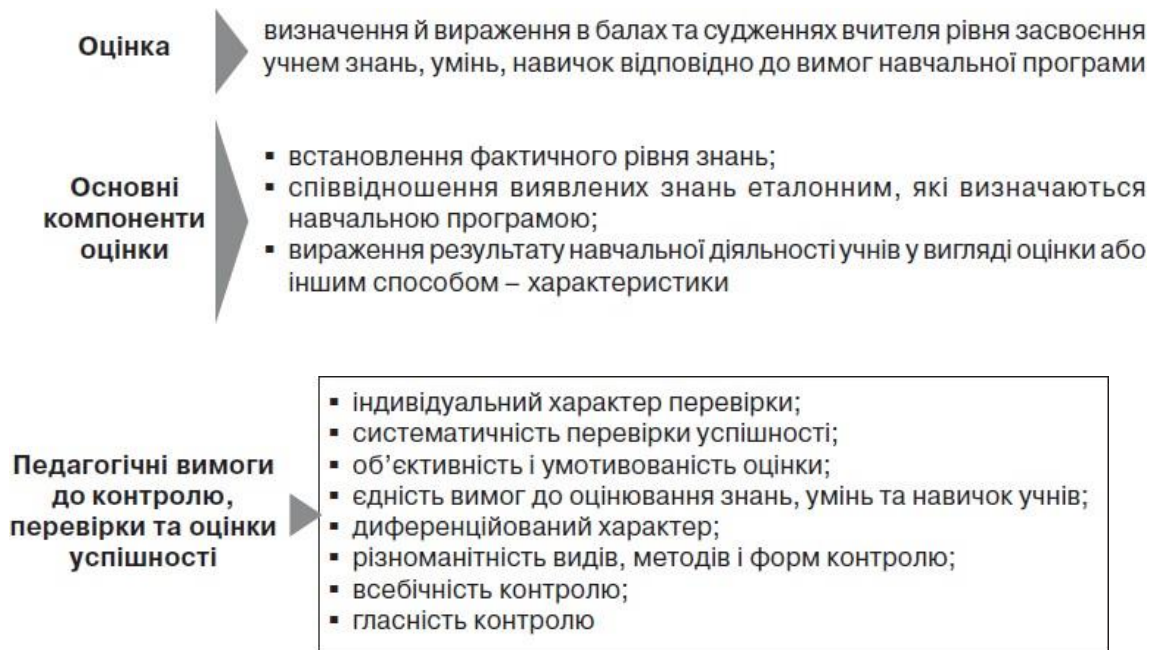 Оцінка
визначення й вираження в балах та судженнях вчителя рівня засвоєння
учнем знань, умінь, навичок відповідно до вимог навчальної програми
Основні
компоненти
оцінки
▪ встановлення фактичного рівня знань;
▪ співвідношення виявлених знань еталонним, які визначаються
навчальною програмою;
▪ вираження результату навчальної діяльності учнів у вигляді оцінки або
іншим способом – характеристики
Педагогічні вимоги
до контролю,
перевірки та оцінки
успішності
▪ індивідуальний характер перевірки;
▪ систематичність перевірки успішності;
▪ об’єктивність і умотивованість оцінки;
▪ єдність вимог до оцінювання знань, умінь та навичок учнів;
▪ диференційований характер;
▪ різноманітність видів, методів і форм контролю;
▪ всебічність контролю;
▪ гласність контролю